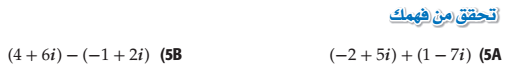 تحقق من فهمك
(-2 + 5i) + (1 - 7i) (5A (4 + 6i) - (-1 + 2i) (5B